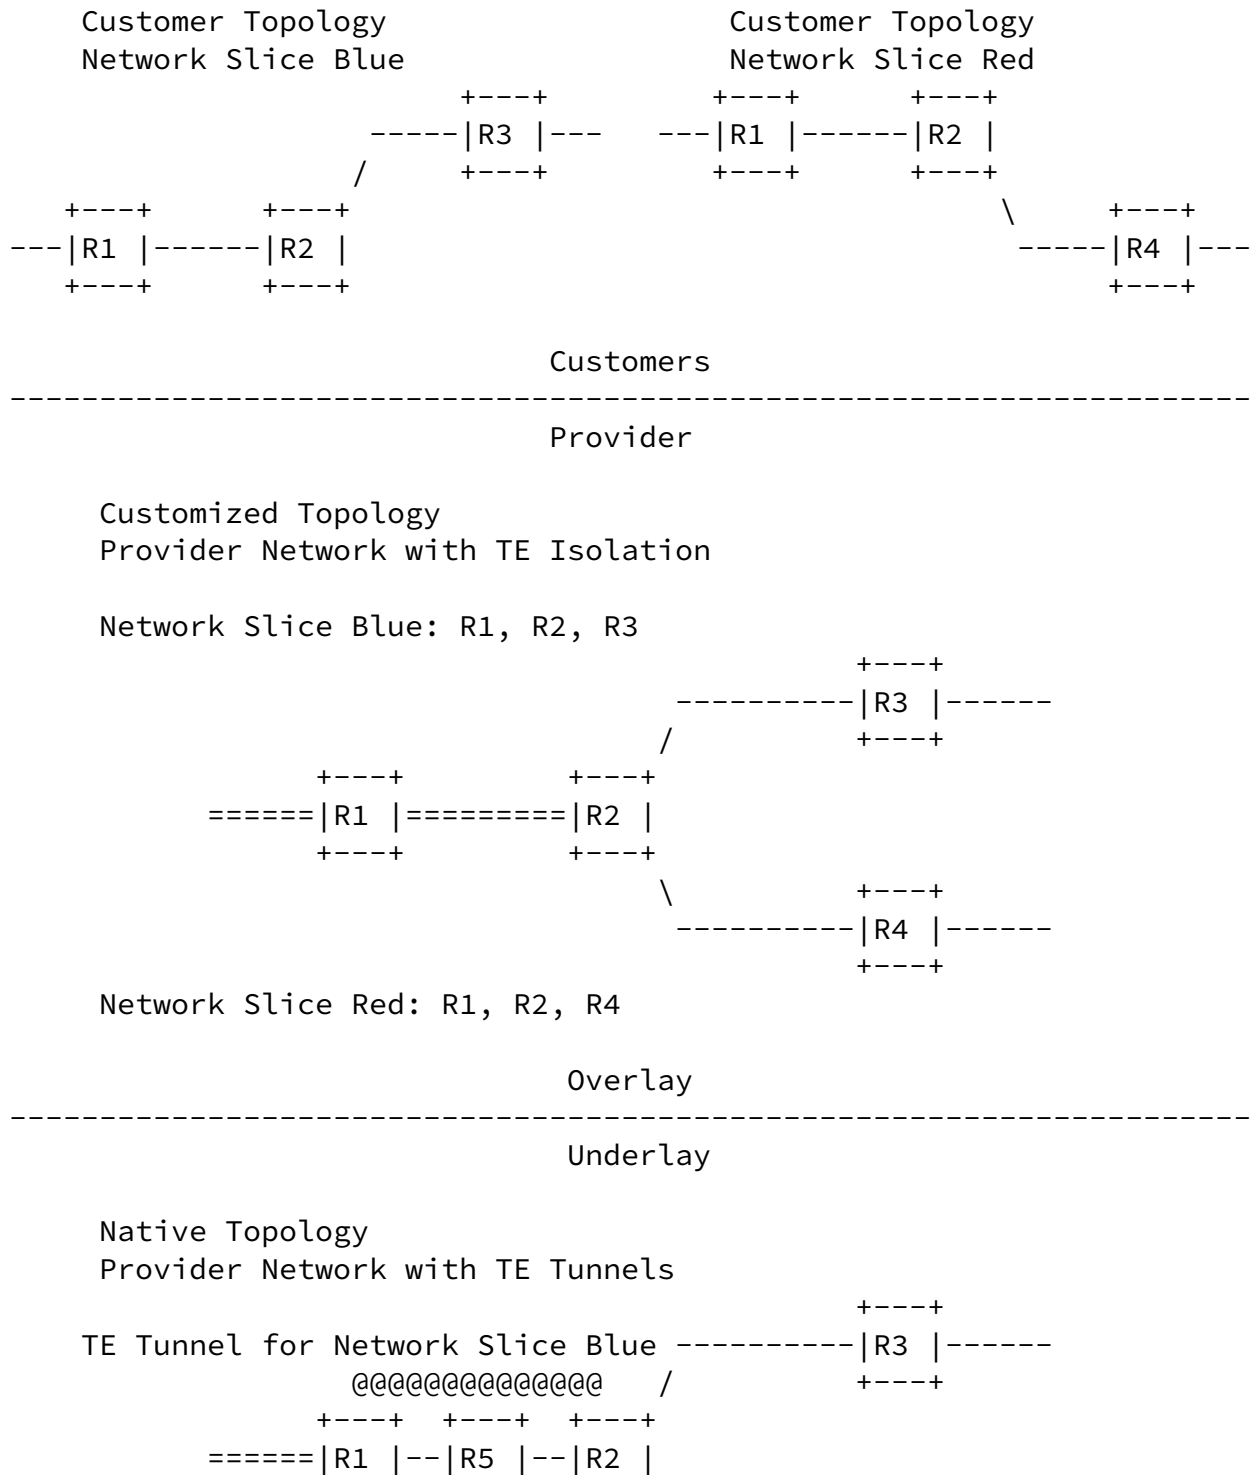 Customer Topology                   Customer Topology
    Network Slice Blue                  Network Slice Red
                         +---+         +---+      +---+
                    -----|R3 |---   ---|R1 |------|R2 |
                   /     +---+         +---+      +---+
   +---+      +---+                                    \     +---+
---|R1 |------|R2 |                                     -----|R4 |---
   +---+      +---+                                          +---+

                              Customers
---------------------------------------------------------------------
                              Provider

     Customized Topology
     Provider Network with TE Isolation

     Network Slice Blue: R1, R2, R3
                                               +---+
                                     ----------|R3 |------
                                    /          +---+
                 +---+         +---+
           ======|R1 |=========|R2 |
                 +---+         +---+
                                    \          +---+
                                     ----------|R4 |------
                                               +---+
     Network Slice Red: R1, R2, R4

                               Overlay
---------------------------------------------------------------------
                               Underlay

     Native Topology
     Provider Network with TE Tunnels
                                               +---+
    TE Tunnel for Network Slice Blue ----------|R3 |------
                   @@@@@@@@@@@@@@   /          +---+
                 +---+  +---+  +---+
           ======|R1 |--|R5 |--|R2 |